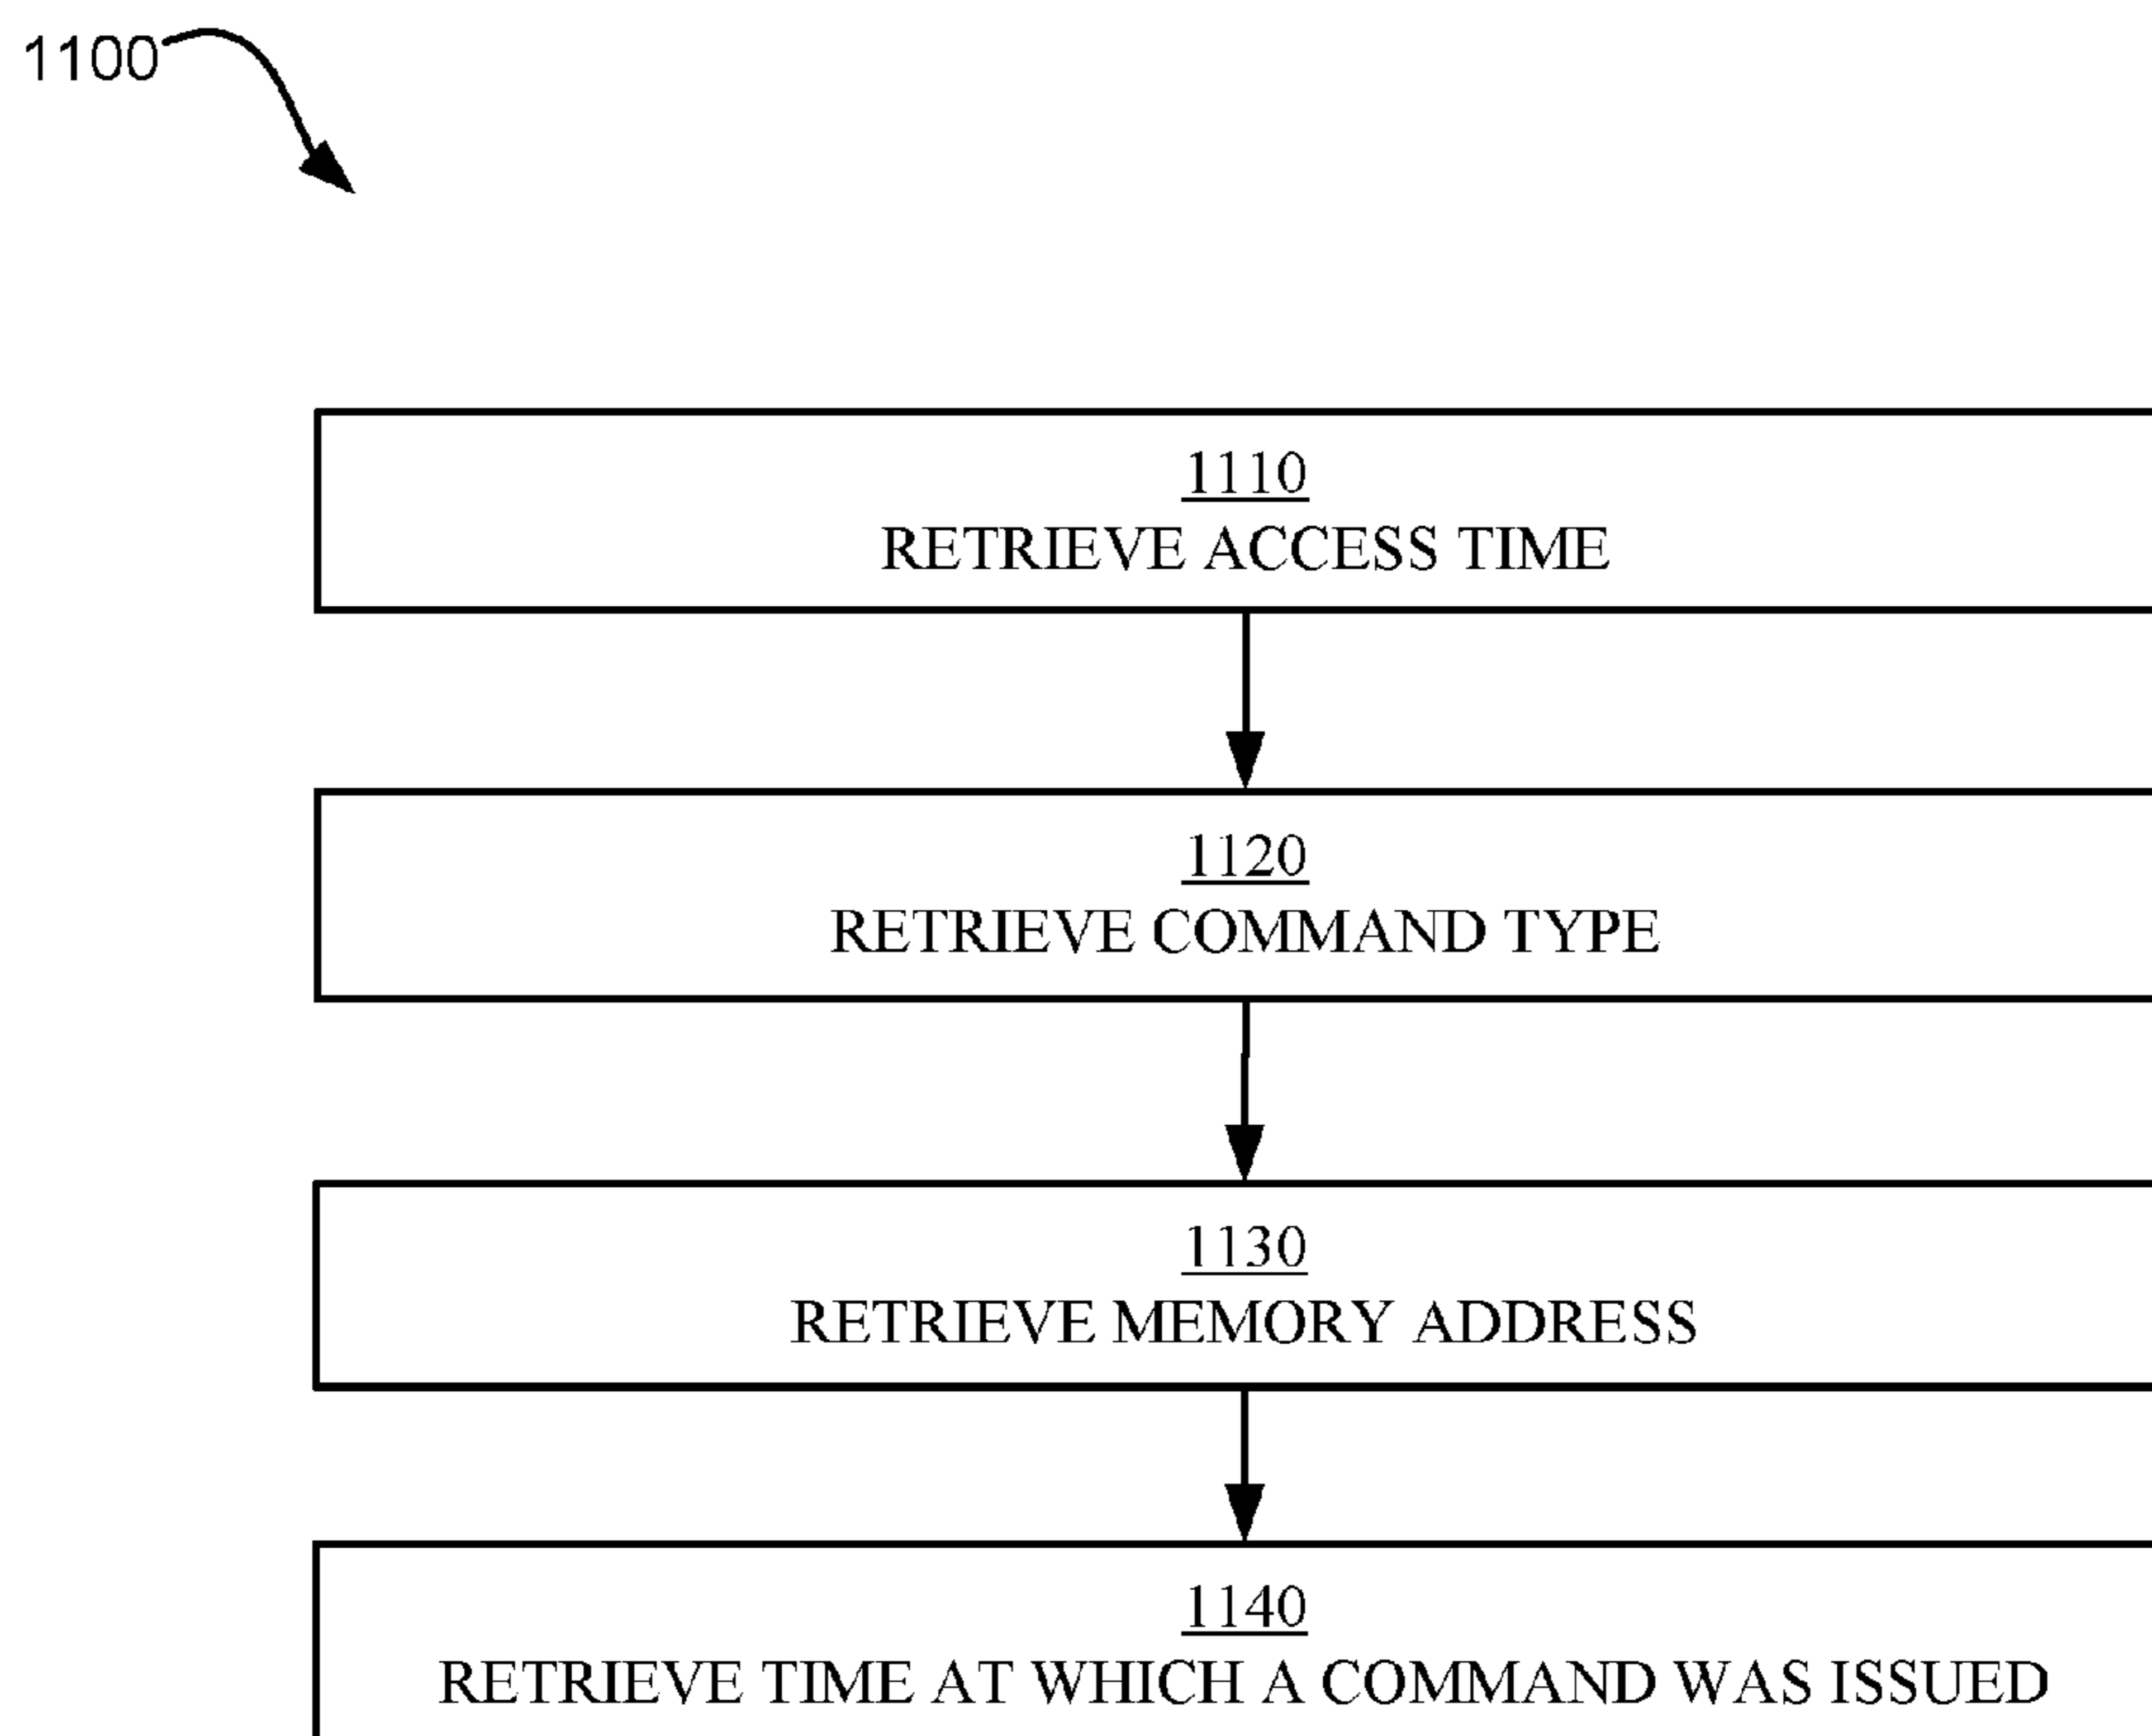 1100
1110
RETRIEVE ACCESS TIME
1120
RETRIEVE COMMAND TYPE
1130
RETRIEVE MEMORY ADDRESS
1140
RETRIEVE TIME AT WHICH A COMMAND WAS ISSUED